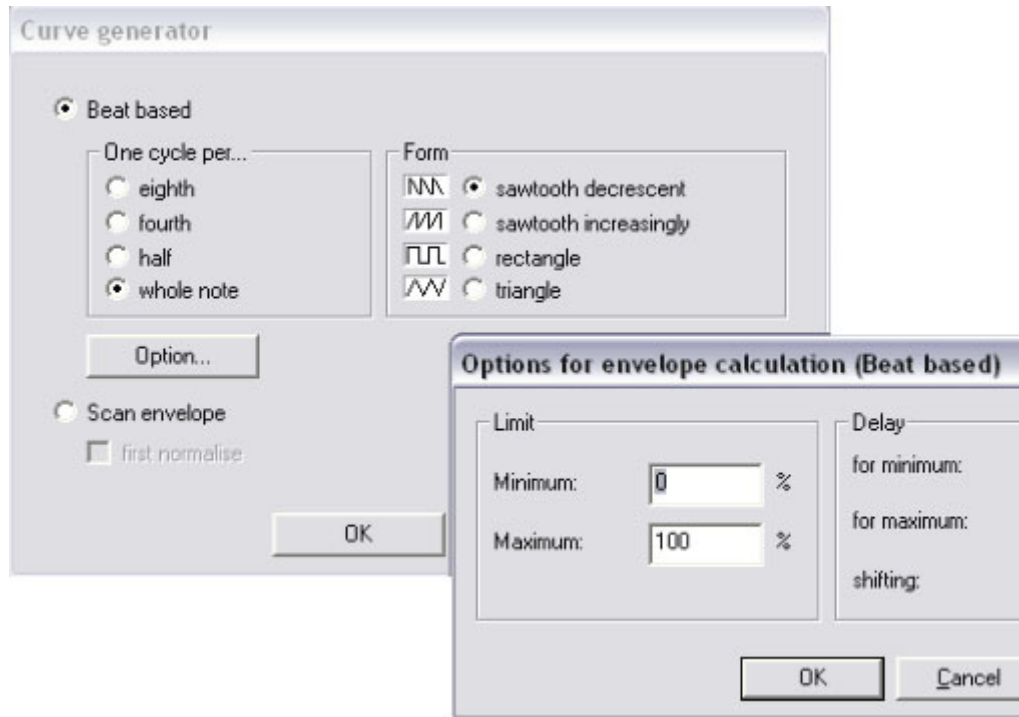 Curve generator
Beat based
One cycle per...
eighth
fourth
half
whole note
Form
sawtooth decrescent
sawtooth increasingly
rectangle
triangle
Option...
Scan envelope
first normalise
OK
Options for envelope calculation (Beat based)
Limit
Minimum: 0 %
Maximum: 100 %
Delay
for minimum:
for maximum:
shifting:
OK
Cancel